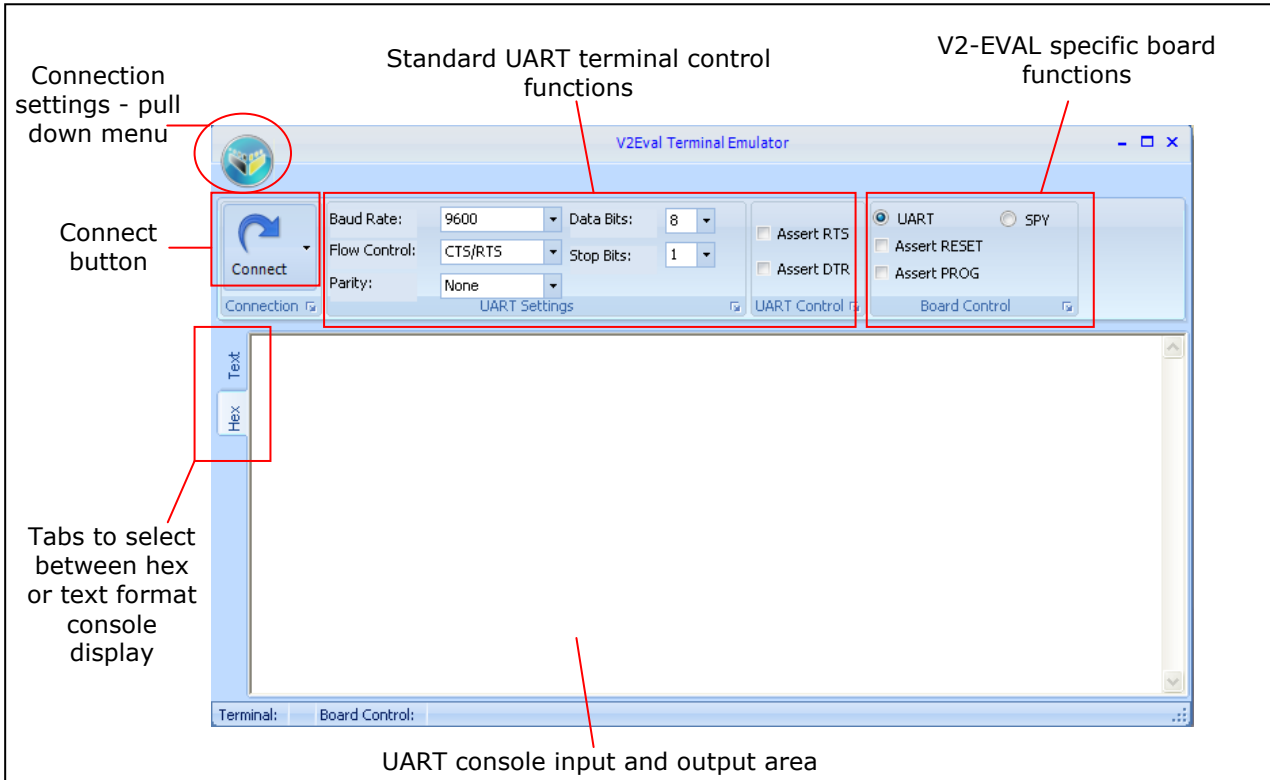 Connection
settings - pull
down menu
Standard UART terminal control
functions
V2-EVAL specific board
functions
V2Eval Terminal Emulator
Connect
button
Connect
Connection
Baud Rate: 9600 Data Bits: 8
Flow Control: CTS/RTS Stop Bits: 1
Parity: None
UART Settings
Assert RTS
Assert DTR
UART Control
UART SPY
Assert RESET
Assert PROG
Board Control
Text
Hex
Tabs to select
between hex
or text format
console
display
Terminal: Board Control:
UART console input and output area